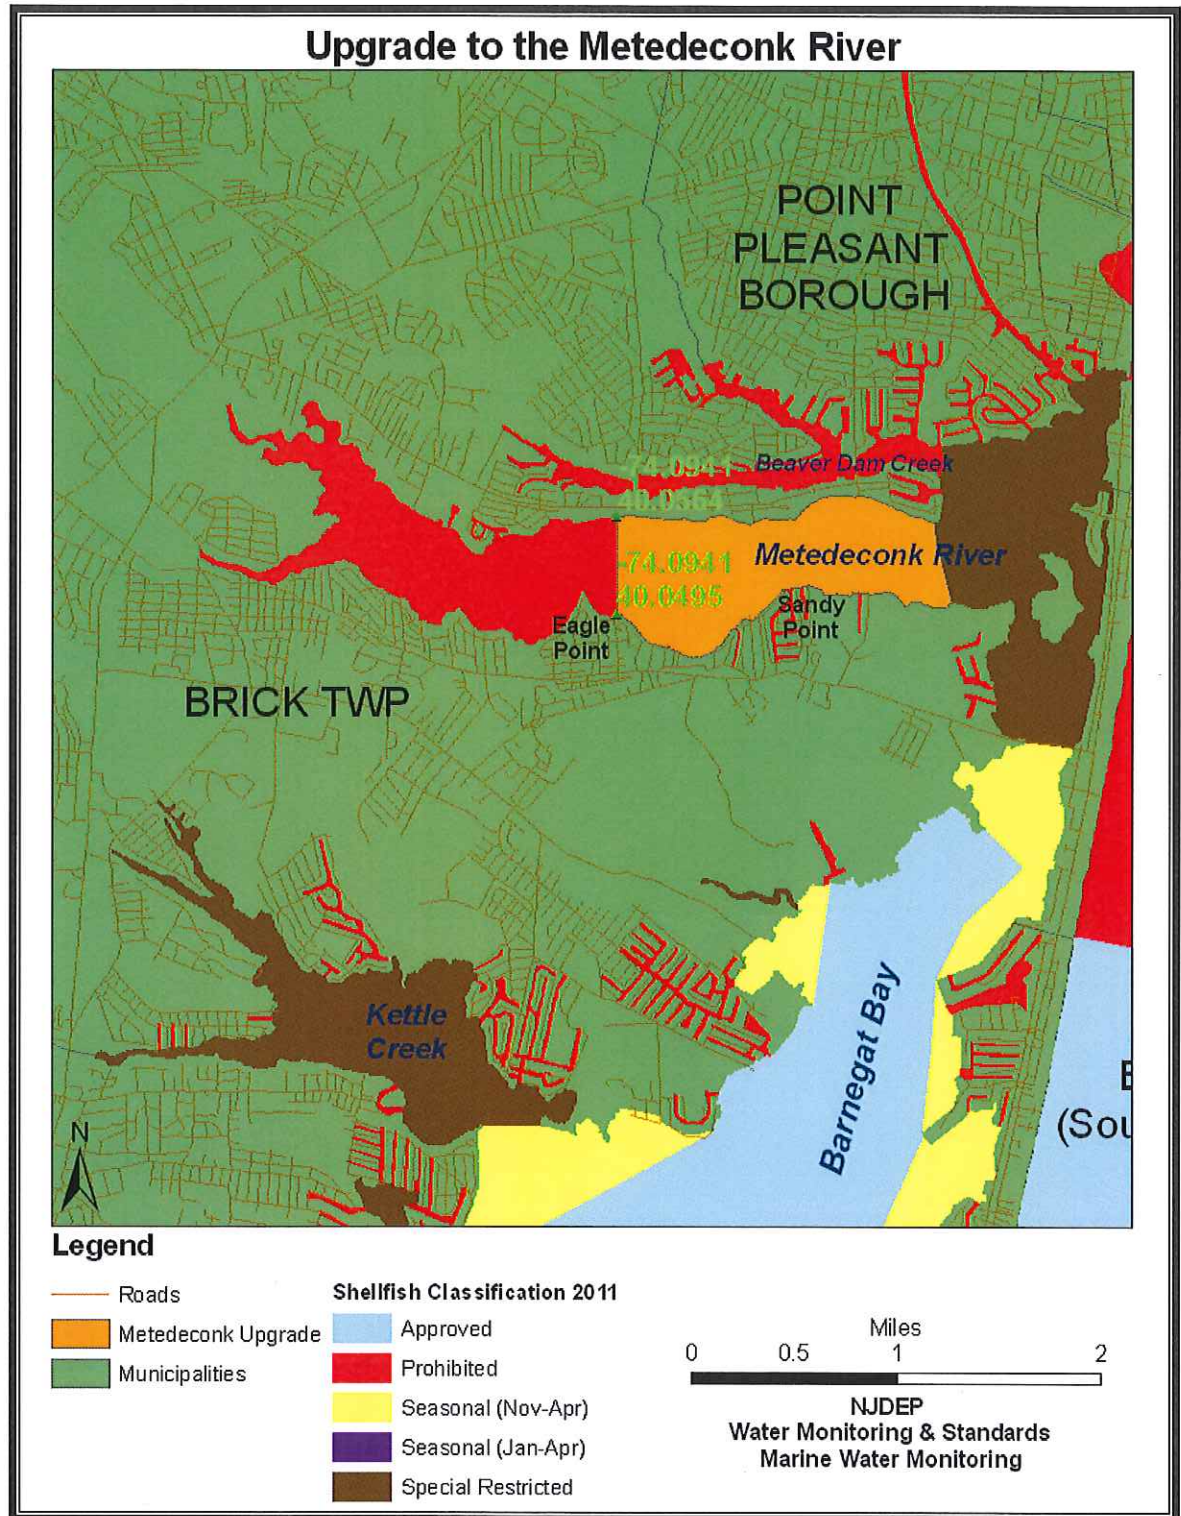 Upgrade to the Metedeconk River
POINT
PLEASANT
BOROUGH
-74.0941
40.0564
Beaver Dam Creek
Metedeconk River
-74.0941
40.0495
Sandy
Point
Eagle
Point
BRICK TWP
Kettle
Creek
Barnegat Bay
(Sou
N
Legend
Roads
Metedeconk Upgrade
Municipalities
Shellfish Classification 2011
Approved
Prohibited
Seasonal (Nov-Apr)
Seasonal (Jan-Apr)
Special Restricted
Miles
0 0.5 1 2
NJDEP
Water Monitoring & Standards
Marine Water Monitoring